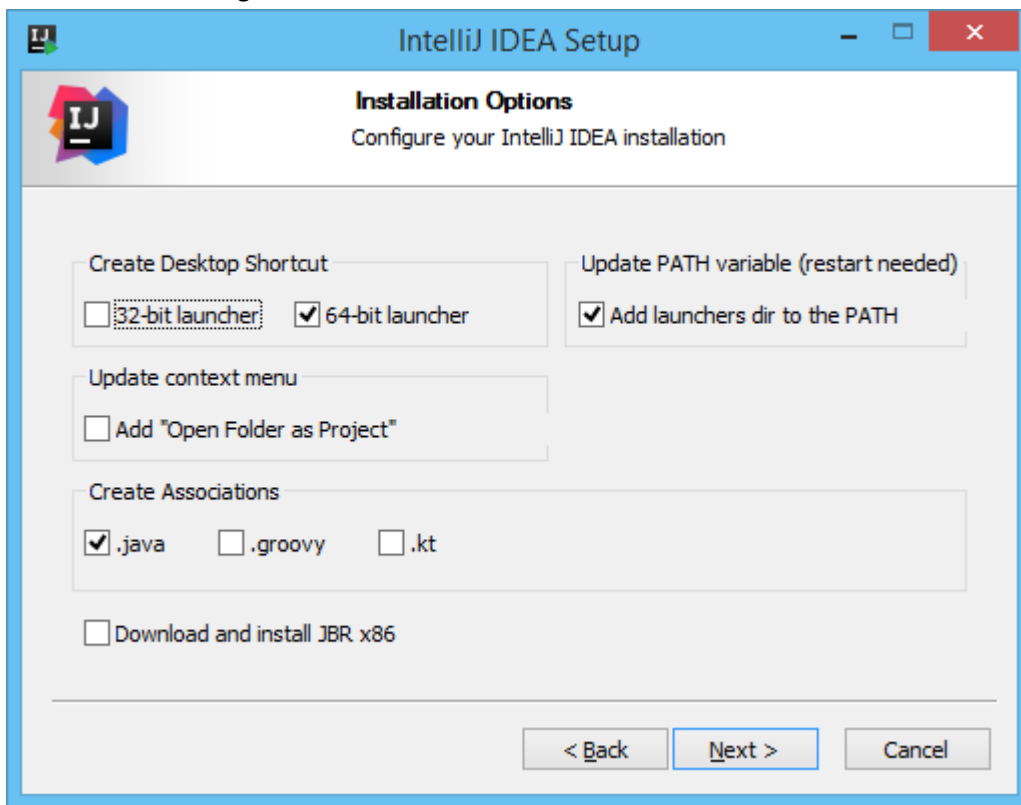 IJ
IntelliJ IDEA Setup
IJ
Installation Options
Configure your IntelliJ IDEA installation
Create Desktop Shortcut
32-bit launcher
64-bit launcher
Update PATH variable (restart needed)
Add launchers dir to the PATH
Update context menu
Add "Open Folder as Project"
Create Associations
.java .groovy .kt
Download and install JBR x86
< Back Next > Cancel